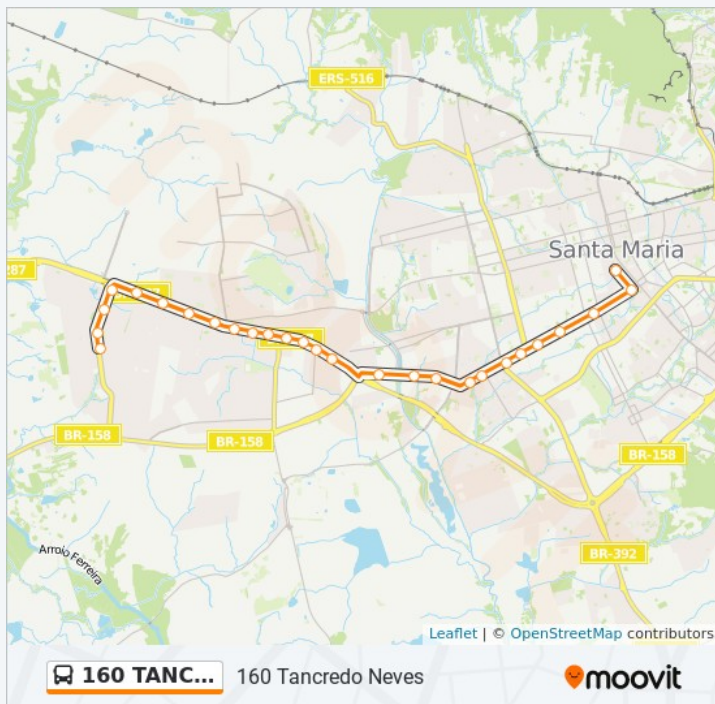 ERS-516
Santa Maria
287
BR-158
BR-158
BR-158
BR-392
Arroio Ferreira
Leaflet | © OpenStreetMap contributors
160 TANC...
160 Tancredo Neves
moovit